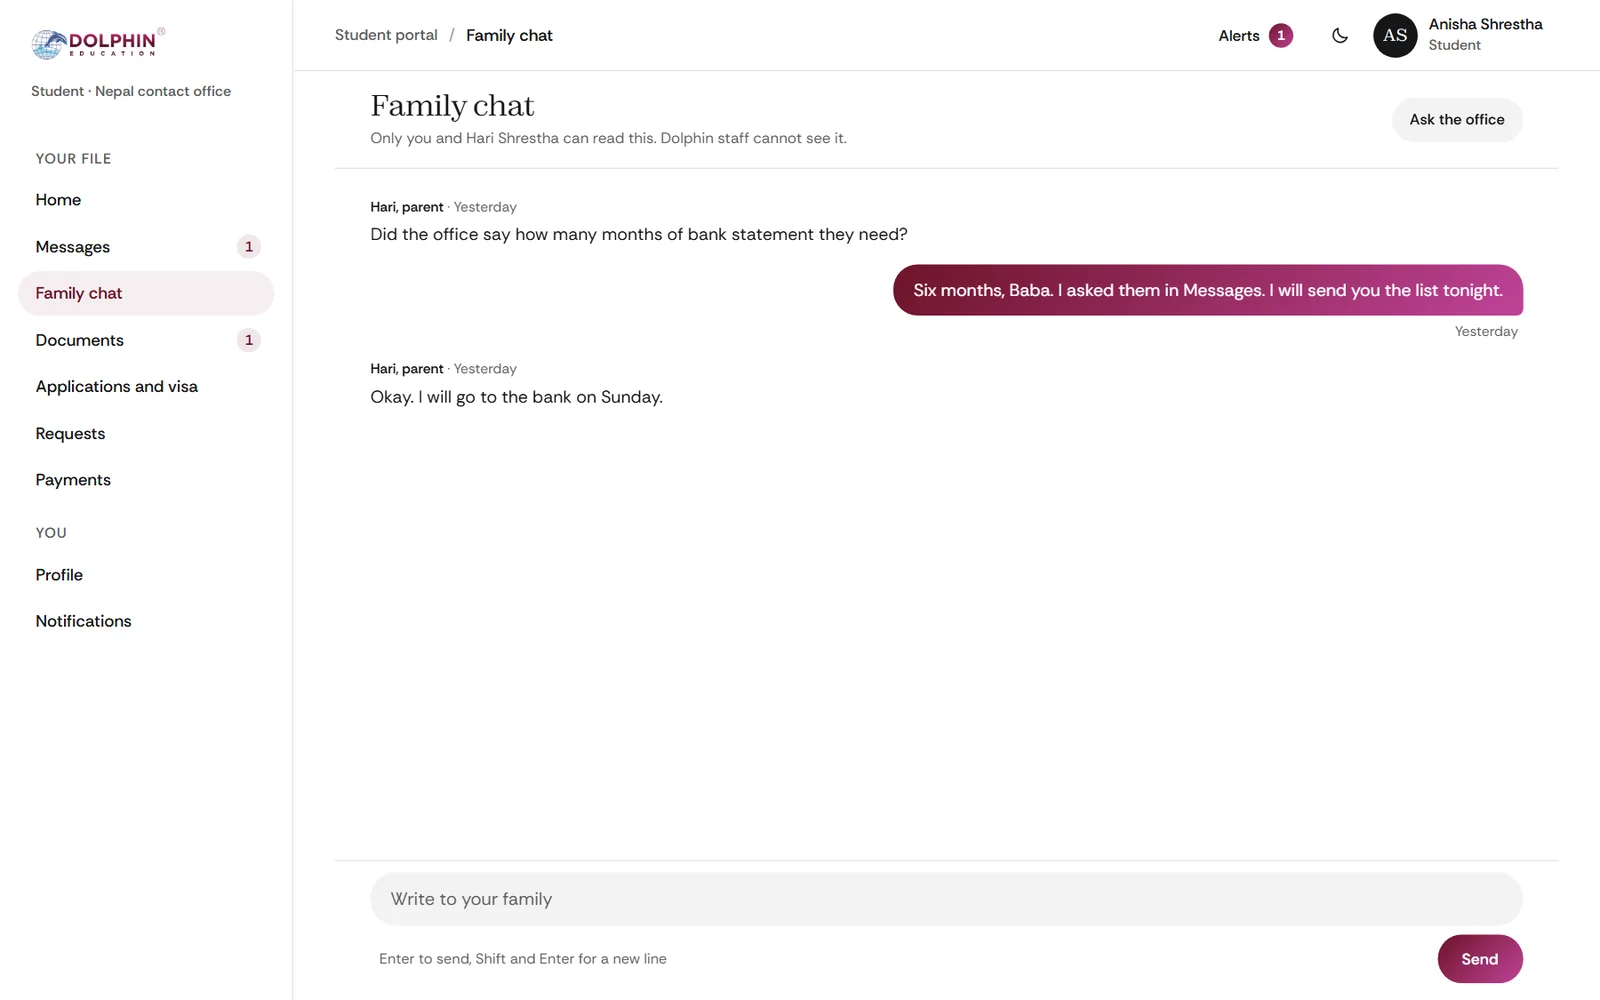 DOLPHIN®
EDUCATION
Student · Nepal contact office
YOUR FILE
Home
Messages 1
Family chat
Documents 1
Applications and visa
Requests
Payments
YOU
Profile
Notifications
Student portal / Family chat
Alerts 1
AS
Anisha Shrestha
Student
Family chat
Only you and Hari Shrestha can read this. Dolphin staff cannot see it.
Ask the office
Hari, parent · Yesterday
Did the office say how many months of bank statement they need?
Six months, Baba. I asked them in Messages. I will send you the list tonight.
Yesterday
Hari, parent · Yesterday
Okay. I will go to the bank on Sunday.
Write to your family
Enter to send, Shift and Enter for a new line
Send